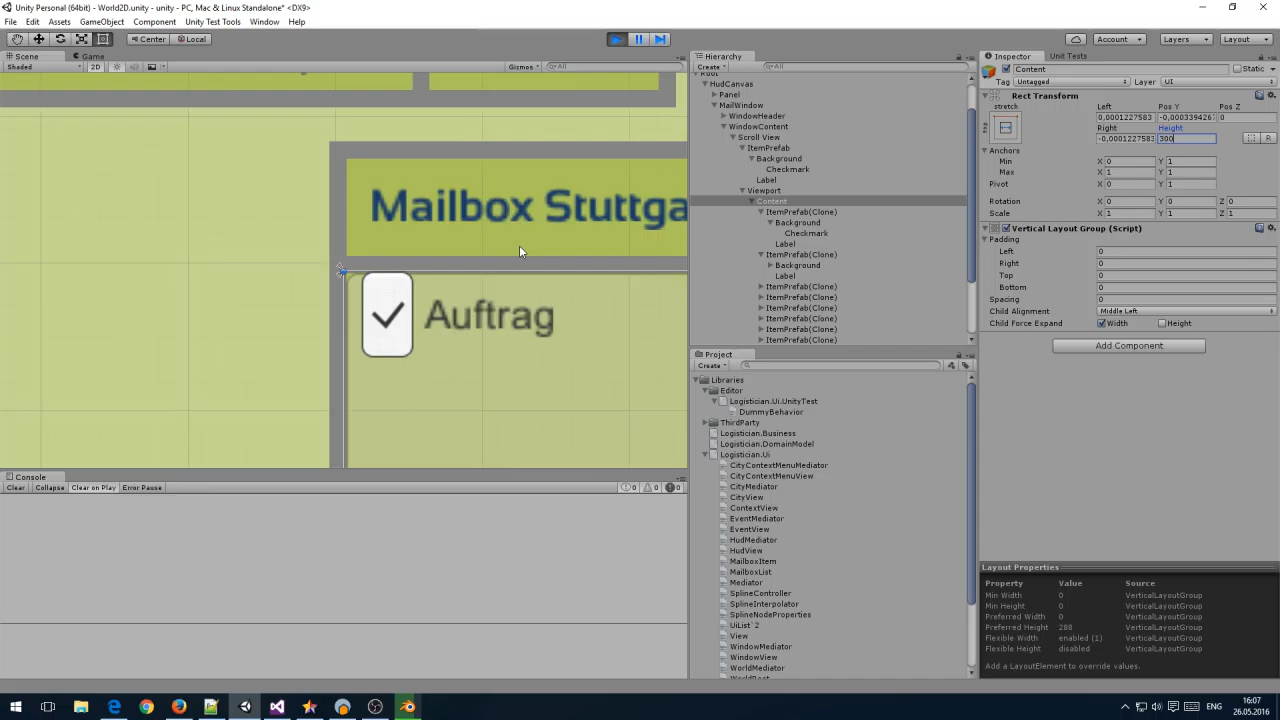 Unity Personal (64bit) - World2D.unity - unity - PC, Mac & Linux Standalone* <DX9>
File Edit Assets GameObject Component Unity Test Tools Window Help
Center Local Account Layers Layout
Scene Game
Shaded 2D Gizmos All
Mailbox Stuttga
Auftrag
Console
Clear Collapse Clear on Play Error Pause 0 0 0
Hierarchy
Create All
Root
HudCanvas
Panel
MailWindow
WindowHeader
WindowContent
Scroll View
ItemPrefab
Background
Checkmark
Label
Viewport
Content
ItemPrefab(Clone)
Background
Checkmark
Label
ItemPrefab(Clone)
Background
Label
ItemPrefab(Clone)
ItemPrefab(Clone)
ItemPrefab(Clone)
ItemPrefab(Clone)
ItemPrefab(Clone)
ItemPrefab(Clone)
Project
Create
Libraries
Editor
Logistician.Ui.UnityTest
DummyBehavior
ThirdParty
Logistician.Business
Logistician.DomainModel
Logistician.Ui
CityContextMenuMediator
CityContextMenuView
CityMediator
CityView
ContextView
EventMediator
EventView
HudMediator
HudView
MailboxItem
MailboxList
Mediator
SplineController
SplineInterpolator
SplineNodeProperties
UiList`2
View
WindowMediator
WindowView
WorldMediator
WorldRoot
Inspector Unit Tests
Content Static
Tag Untagged Layer UI
Rect Transform
stretch Left Pos Y Pos Z
top 0,0001227583 -0,000339426 0
Right Height
-0,0001227583 300 R
Anchors
Min X 0 Y 1
Max X 1 Y 1
Pivot X 0 Y 1
Rotation X 0 Y 0 Z 0
Scale X 1 Y 1 Z 1
Vertical Layout Group (Script)
Padding
Left 0
Right 0
Top 0
Bottom 0
Spacing 0
Child Alignment Middle Left
Child Force Expand Width Height
Add Component
Layout Properties
Property Value Source
Min Width 0 VerticalLayoutGroup
Min Height 0 VerticalLayoutGroup
Preferred Width 0 VerticalLayoutGroup
Preferred Height 288 VerticalLayoutGroup
Flexible Width enabled (1) VerticalLayoutGroup
Flexible Height disabled VerticalLayoutGroup
Add a LayoutElement to override values.
ENG
16:07
26.05.2016